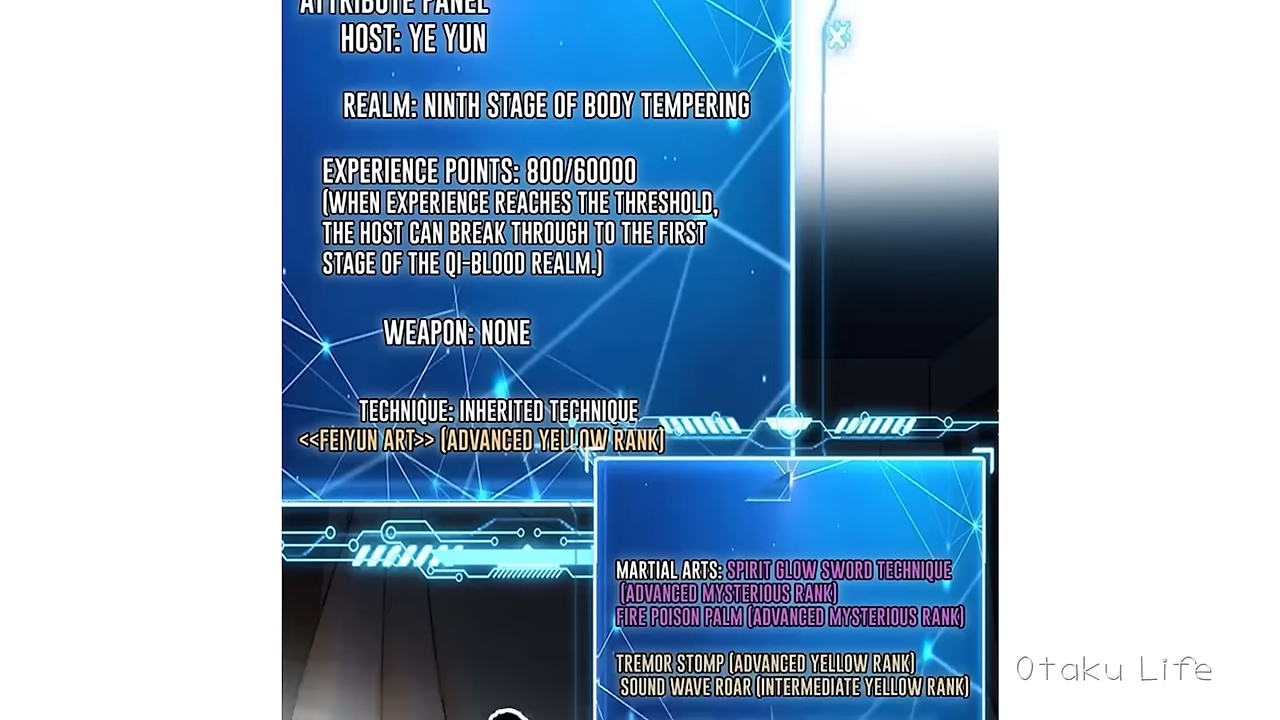 ATTRIBUTE PANEL
HOST: YE YUN
REALM: NINTH STAGE OF BODY TEMPERING
EXPERIENCE POINTS: 800/60000
(WHEN EXPERIENCE REACHES THE THRESHOLD,
THE HOST CAN BREAK THROUGH TO THE FIRST
STAGE OF THE QI-BLOOD REALM.)
WEAPON: NONE
TECHNIQUE: INHERITED TECHNIQUE
<<FEIYUN ART>> (ADVANCED YELLOW RANK)
MARTIAL ARTS: SPIRIT GLOW SWORD TECHNIQUE
(ADVANCED MYSTERIOUS RANK)
FIRE POISON PALM (ADVANCED MYSTERIOUS RANK)
TREMOR STOMP (ADVANCED YELLOW RANK)
SOUND WAVE ROAR (INTERMEDIATE YELLOW RANK)
Otaku Life